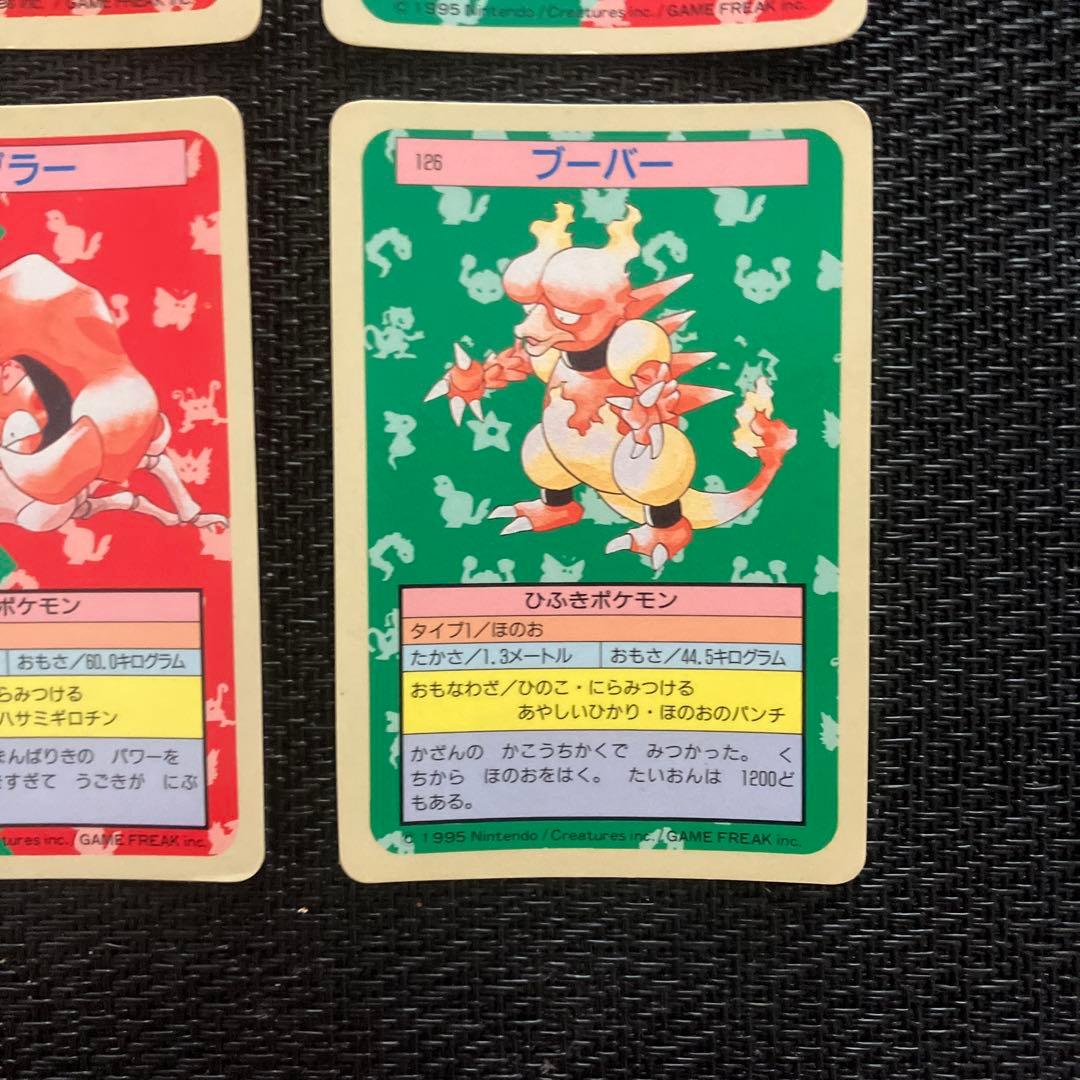 © 1995 Nintendo / Creatures inc. / GAME FREAK inc.
ラー
ポケモン
おもさ／60.0キログラム
らみつける
ハサミギロチン
んばりきの パワーを
すぎて うごきが にぶ
tures inc. / GAME FREAK inc.
126 ブーバー
ひふきポケモン
タイプ1／ほのお
たかさ／1.3メートル おもさ／44.5キログラム
おもなわざ／ひのこ・にらみつける
あやしいひかり・ほのおのパンチ
かざんの かこうちかくで みつかった。 く
ちから ほのおをはく。 たいおんは 1200ど
もある。
© 1995 Nintendo / Creatures inc. / GAME FREAK inc.